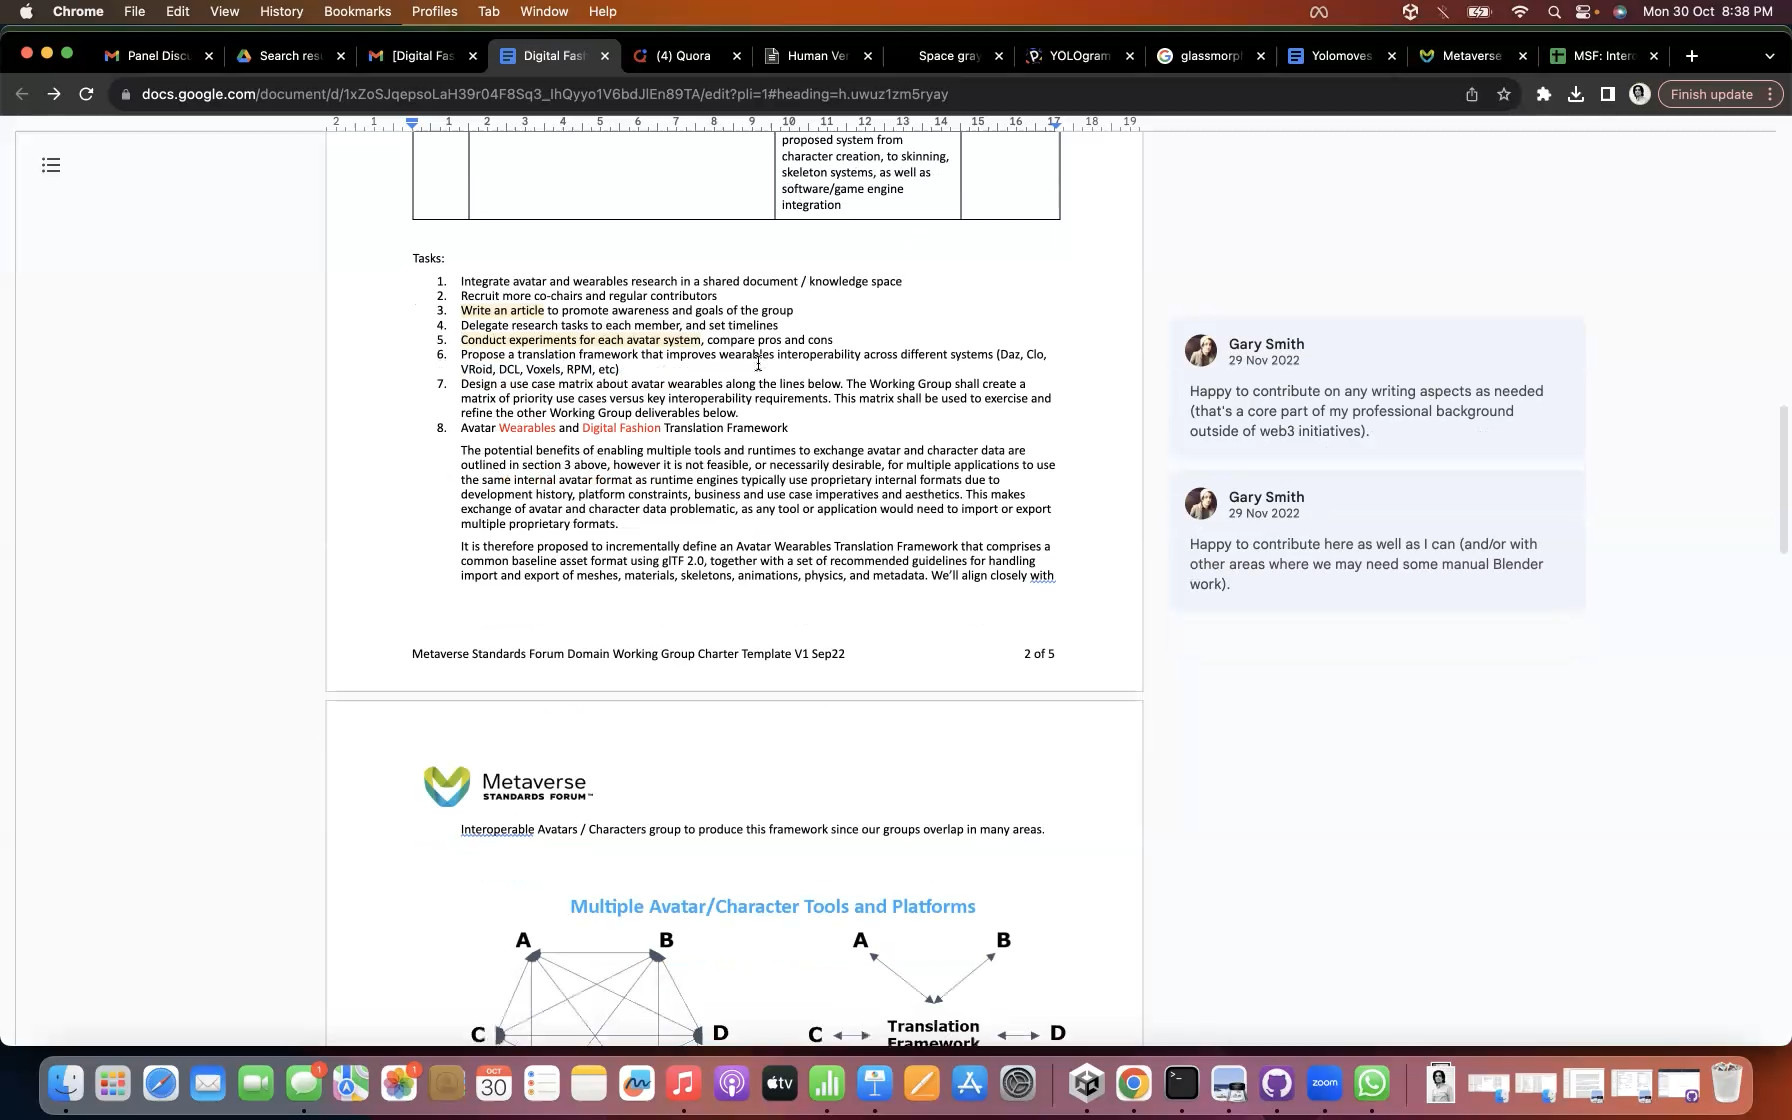 Chrome File Edit View History Bookmarks Profiles Tab Window Help Mon 30 Oct 8:38 PM
Panel Discu Search res [Digital Fas Digital Fas (4) Quora Human Ver Space gray YOLOgram glassmorp Yolomoves Metaverse MSF: Inter
docs.google.com/document/d/1xZoSJqepsoLaH39r04F8Sq3_IhQyyo1V6bdJlEn89TA/edit?pli=1#heading=h.uwuz1zm5ryay Finish update
2 1 1 2 3 4 5 6 7 8 9 10 11 12 13 14 15 16 17 18 19
proposed system from
character creation, to skinning,
skeleton systems, as well as
software/game engine
integration
Tasks:
1. Integrate avatar and wearables research in a shared document / knowledge space
2. Recruit more co-chairs and regular contributors
3. Write an article to promote awareness and goals of the group
4. Delegate research tasks to each member, and set timelines
5. Conduct experiments for each avatar system, compare pros and cons
6. Propose a translation framework that improves wearables interoperability across different systems (Daz, Clo,
VRoid, DCL, Voxels, RPM, etc)
7. Design a use case matrix about avatar wearables along the lines below. The Working Group shall create a
matrix of priority use cases versus key interoperability requirements. This matrix shall be used to exercise and
refine the other Working Group deliverables below.
8. Avatar Wearables and Digital Fashion Translation Framework
The potential benefits of enabling multiple tools and runtimes to exchange avatar and character data are
outlined in section 3 above, however it is not feasible, or necessarily desirable, for multiple applications to use
the same internal avatar format as runtime engines typically use proprietary internal formats due to
development history, platform constraints, business and use case imperatives and aesthetics. This makes
exchange of avatar and character data problematic, as any tool or application would need to import or export
multiple proprietary formats.
It is therefore proposed to incrementally define an Avatar Wearables Translation Framework that comprises a
common baseline asset format using glTF 2.0, together with a set of recommended guidelines for handling
import and export of meshes, materials, skeletons, animations, physics, and metadata. We'll align closely with
Metaverse Standards Forum Domain Working Group Charter Template V1 Sep22 2 of 5
Gary Smith
29 Nov 2022
Happy to contribute on any writing aspects as needed
(that's a core part of my professional background
outside of web3 initiatives).
Gary Smith
29 Nov 2022
Happy to contribute here as well as I can (and/or with
other areas where we may need some manual Blender
work).
Metaverse
STANDARDS FORUM™
Interoperable Avatars / Characters group to produce this framework since our groups overlap in many areas.
Multiple Avatar/Character Tools and Platforms
A B A B
C D C Translation D
Framework
1 1 OCT
30 tv zoom